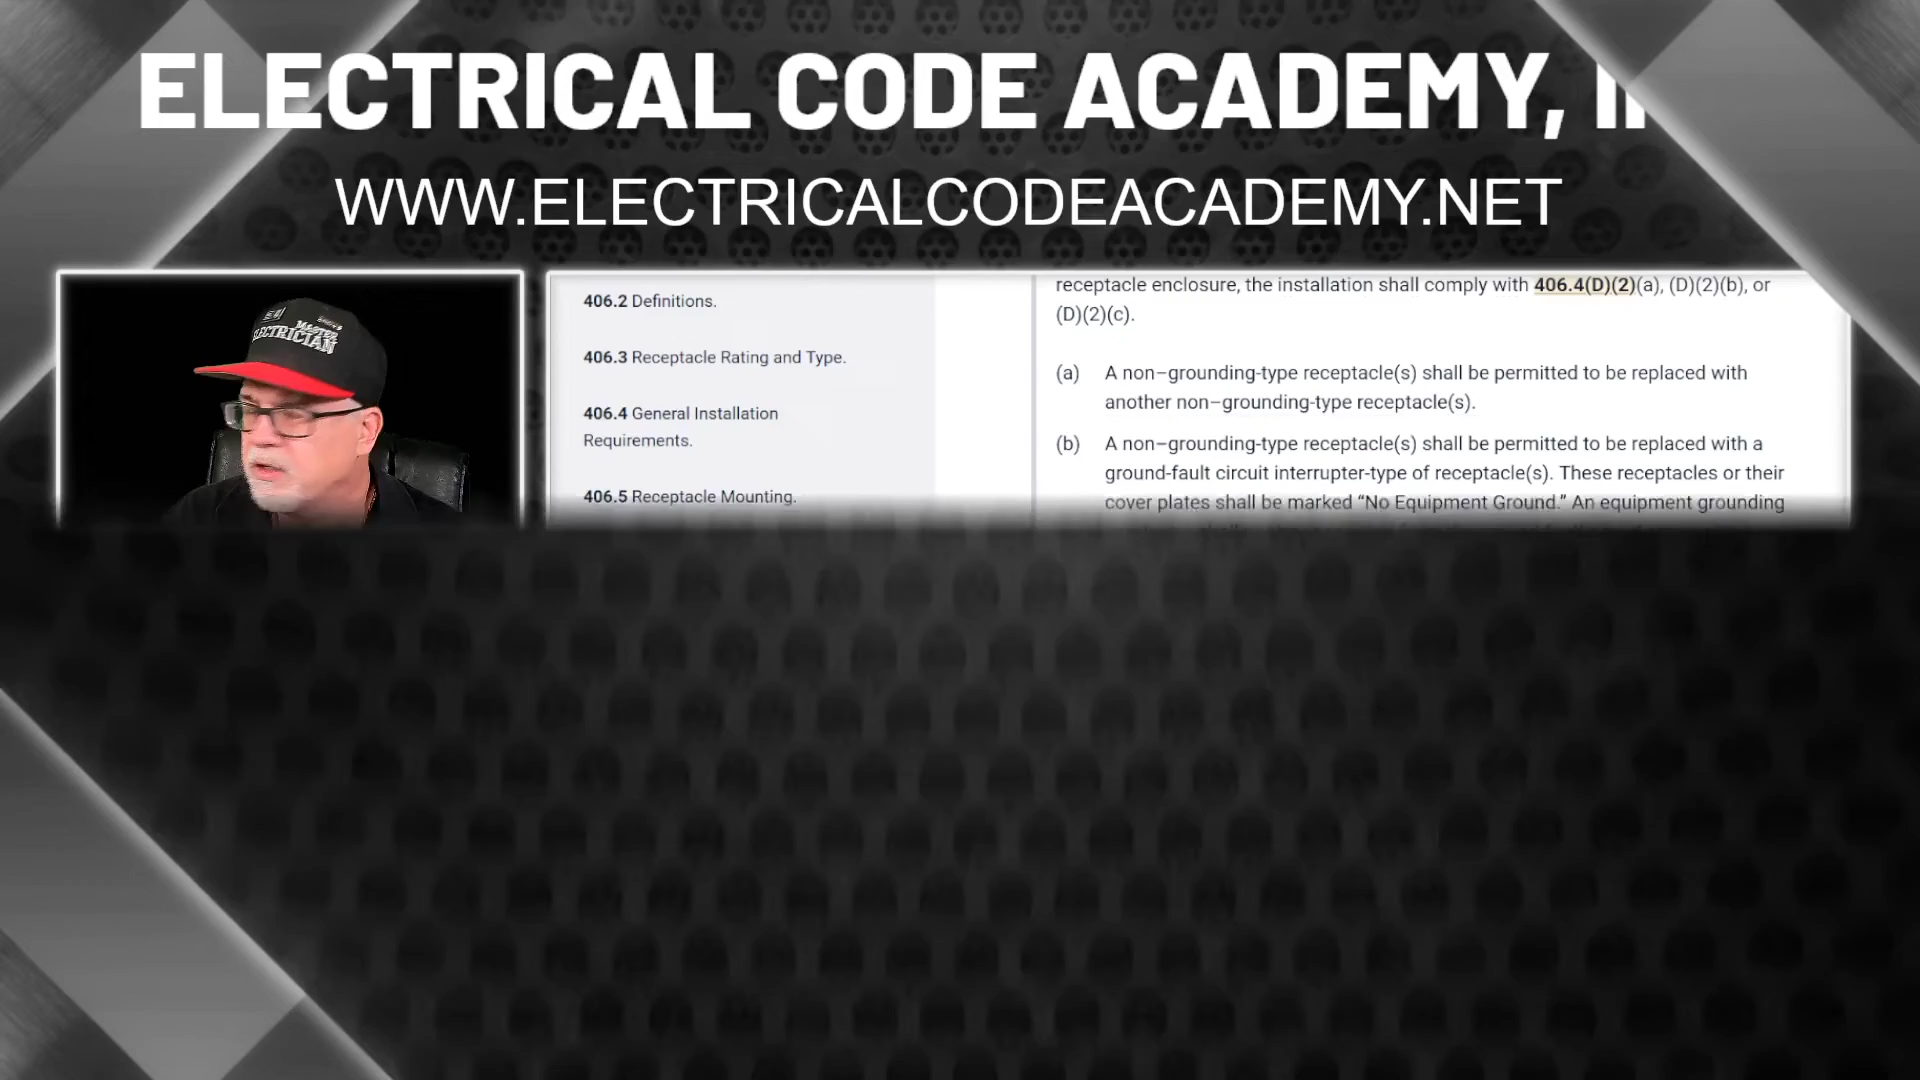 ELECTRICAL CODE ACADEMY,
WWW.ELECTRICALCODEACADEMY.NET
MASTER
ELECTRICIAN
406.2 Definitions.
406.3 Receptacle Rating and Type.
406.4 General Installation
Requirements.
406.5 Receptacle Mounting.
receptacle enclosure, the installation shall comply with 406.4(D)(2)(a), (D)(2)(b), or
(D)(2)(c).
(a) A non–grounding-type receptacle(s) shall be permitted to be replaced with
another non–grounding-type receptacle(s).
(b) A non–grounding-type receptacle(s) shall be permitted to be replaced with a
ground-fault circuit interrupter-type of receptacle(s). These receptacles or their
cover plates shall be marked “No Equipment Ground.” An equipment grounding